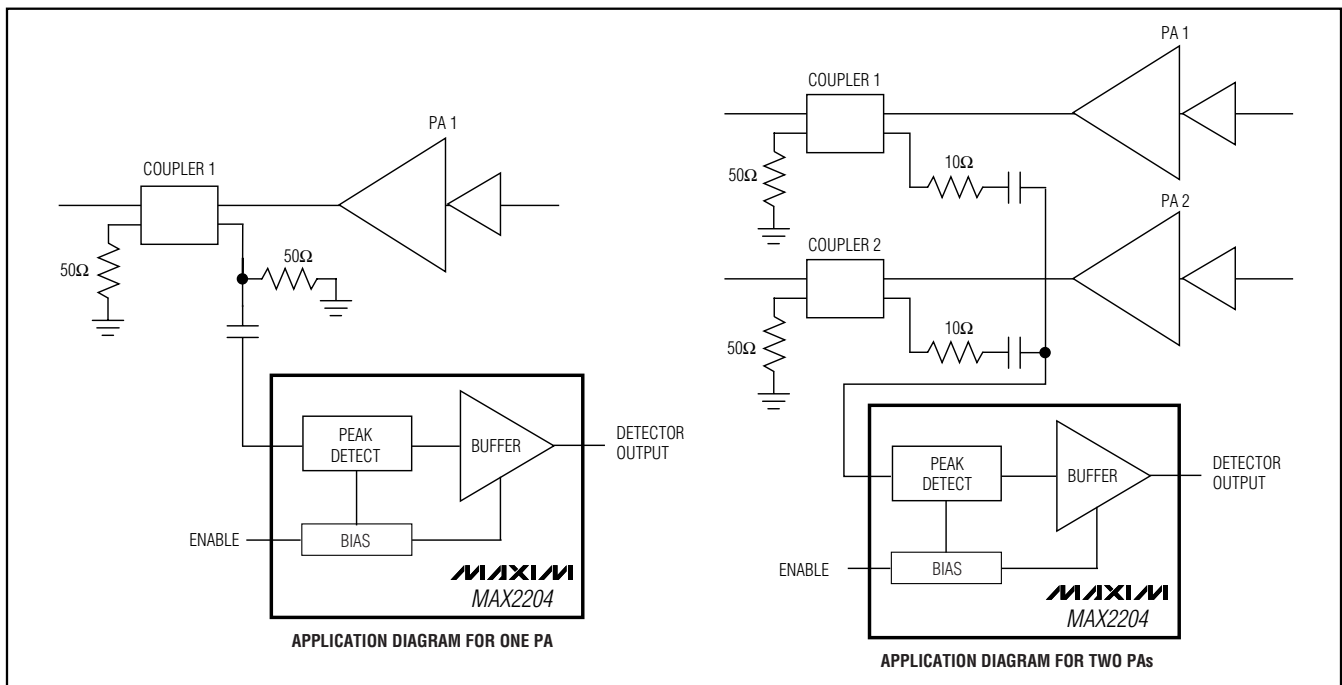 PA 1
COUPLER 1
50Ω
50Ω
PEAK
DETECT
BUFFER
DETECTOR
OUTPUT
ENABLE
BIAS
MAXIM
MAX2204
APPLICATION DIAGRAM FOR ONE PA
PA 1
COUPLER 1
10Ω
50Ω
PA 2
COUPLER 2
10Ω
50Ω
PEAK
DETECT
BUFFER
DETECTOR
OUTPUT
ENABLE
BIAS
MAXIM
MAX2204
APPLICATION DIAGRAM FOR TWO PAs